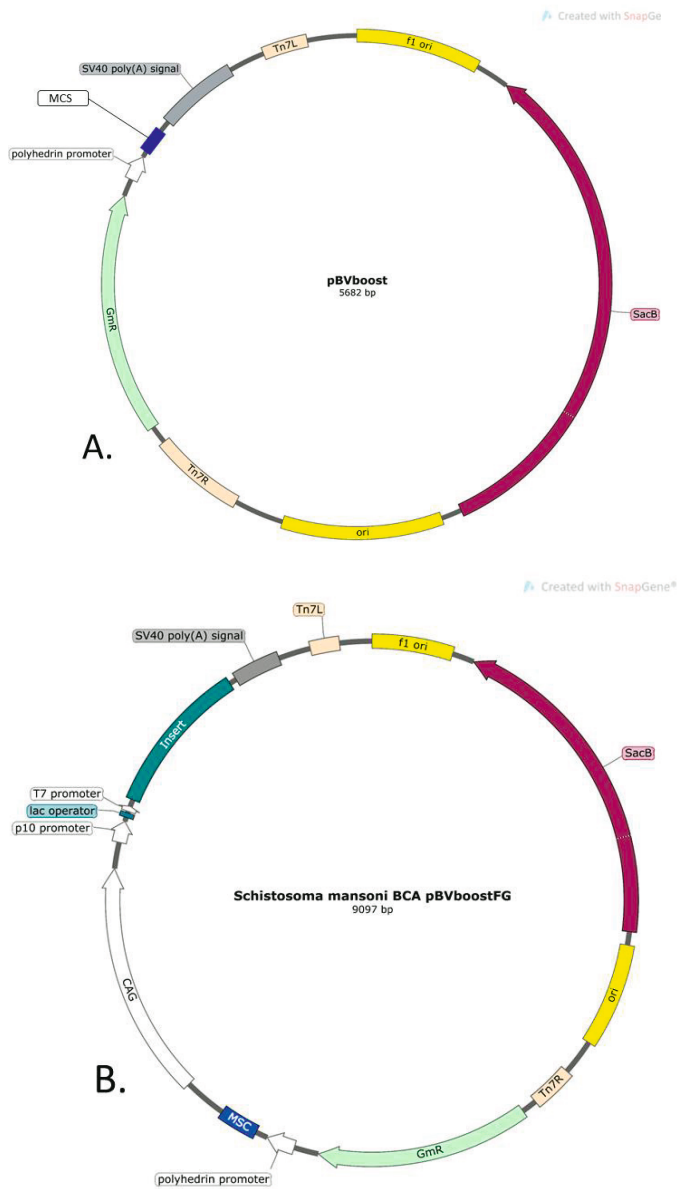 Created with SnapGe
Tn7L
f1 ori
SV40 poly(A) signal
MCS
polyhedrin promoter
pBVboost
5682 bp
SacB
GmR
A.
Tn7R
ori
Created with SnapGene®
Tn7L
SV40 poly(A) signal
f1 ori
Insert
SacB
T7 promoter
lac operator
p10 promoter
Schistosoma mansoni BCA pBVboostFG
9097 bp
CAG
ori
B.
Tn7R
MSC
GmR
polyhedrin promoter